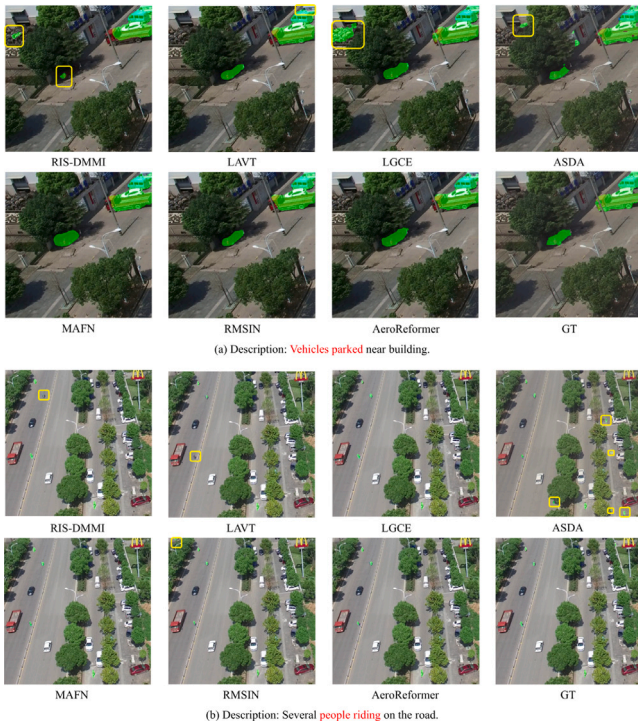 RIS-DMMI LAVT LGCE ASDA
MAFN RMSIN AeroReformer GT
(a) Description: Vehicles parked near building.
RIS-DMMI LAVT LGCE ASDA
MAFN RMSIN AeroReformer GT
(b) Description: Several people riding on the road.